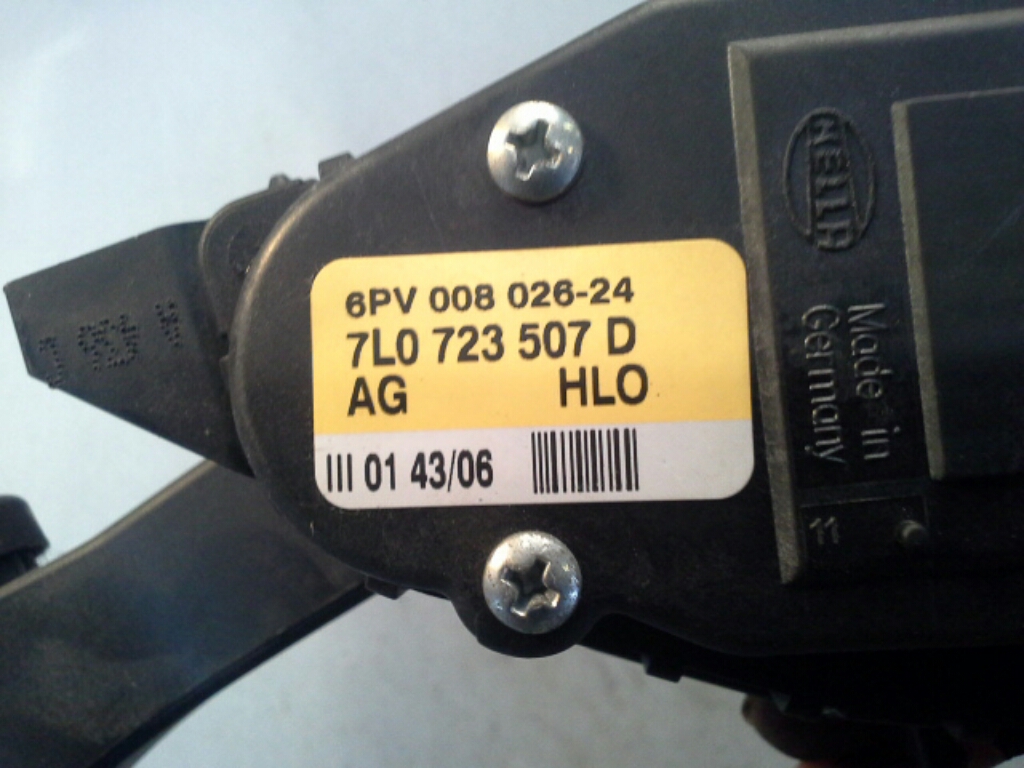 6PV 008 026-24
7L0 723 507 D
AG HLO
III 01 43/06
HELLA
Made in
Germany
11